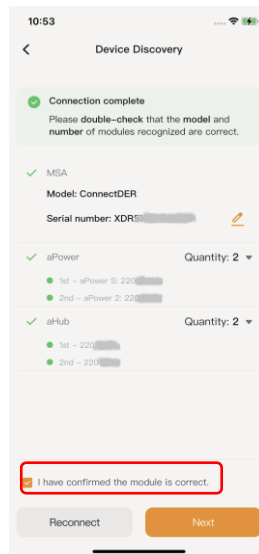 10:53
Device Discovery
Connection complete
Please double-check that the model and
number of modules recognized are correct.
MSA
Model: ConnectDER
Serial number: XDR5
aPower Quantity: 2
1st - aPower S: 220
2nd - aPower 2: 220
aHub Quantity: 2
1st - 220
2nd - 220
I have confirmed the module is correct.
Reconnect Next